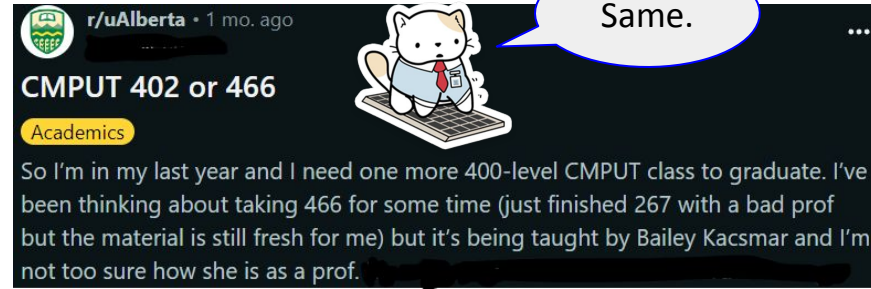 Same.
r/uAlberta • 1 mo. ago
CMPUT 402 or 466
Academics
So I'm in my last year and I need one more 400-level CMPUT class to graduate. I've
been thinking about taking 466 for some time (just finished 267 with a bad prof
but the material is still fresh for me) but it's being taught by Bailey Kacsmar and I'm
not too sure how she is as a prof.